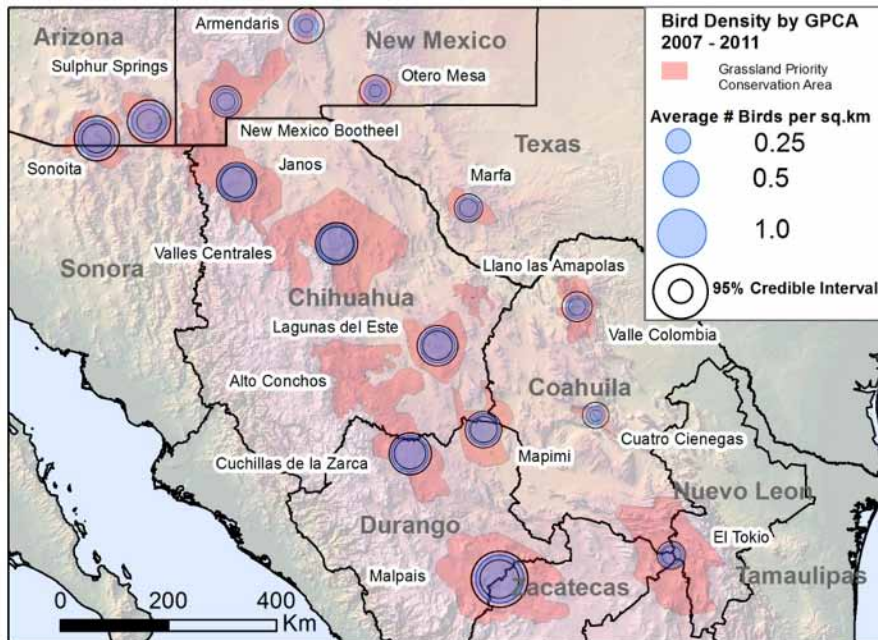 Bird Density by GPCA
2007 - 2011
Grassland Priority
Conservation Area
Average # Birds per sq.km
0.25
0.5
1.0
95% Credible Interval
Arizona
Armendaris
New Mexico
Sulphur Springs
Otero Mesa
New Mexico Bootheel
Texas
Sonoita
Janos
Marfa
Valles Centrales
Sonora
Llano las Amapolas
Chihuahua
Lagunas del Este
Valle Colombia
Alto Conchos
Coahuila
Cuatro Cienegas
Cuchillas de la Zarca
Mapimi
Nuevo Leon
Durango
El Tokio
Malpais
Zacatecas
Tamaulipas
0 200 400
Km